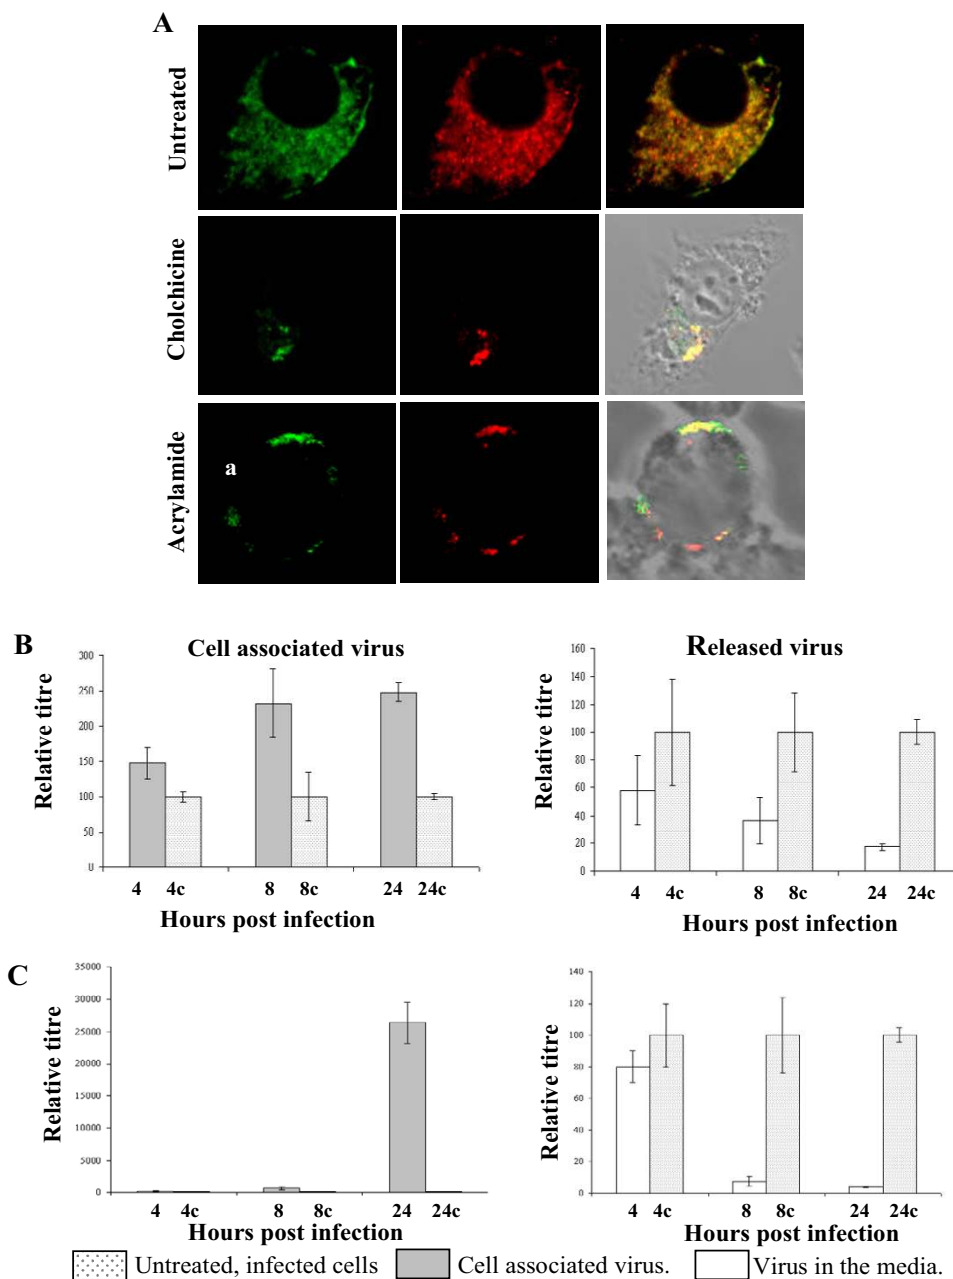 A
Untreated
Cholchicine
Acrylamide
a
B
Cell associated virus
Relative titre
300
250
200
150
100
50
0
4 4c 8 8c 24 24c
Hours post infection
Released virus
Relative titre
160
140
120
100
80
60
40
20
0
4 4c 8 8c 24 24c
Hours post infection
C
Relative titre
35000
30000
25000
20000
15000
10000
5000
0
4 4c 8 8c 24 24c
Hours post infection
Relative titre
140
120
100
80
60
40
20
0
4 4c 8 8c 24 24c
Hours post infection
Untreated, infected cells
Cell associated virus.
Virus in the media.